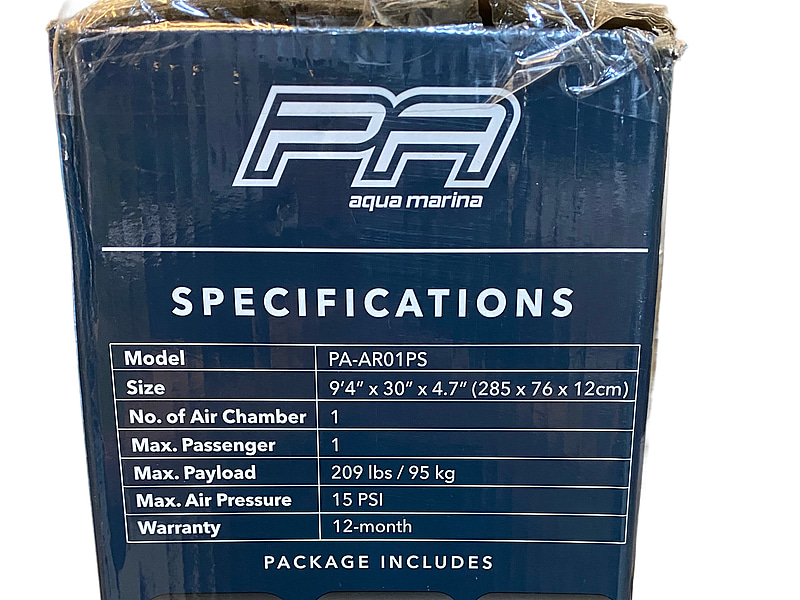 PA
aqua marina
SPECIFICATIONS
Model PA-AR01PS
Size 9'4" x 30" x 4.7" (285 x 76 x 12cm)
No. of Air Chamber 1
Max. Passenger 1
Max. Payload 209 lbs / 95 kg
Max. Air Pressure 15 PSI
Warranty 12-month
PACKAGE INCLUDES